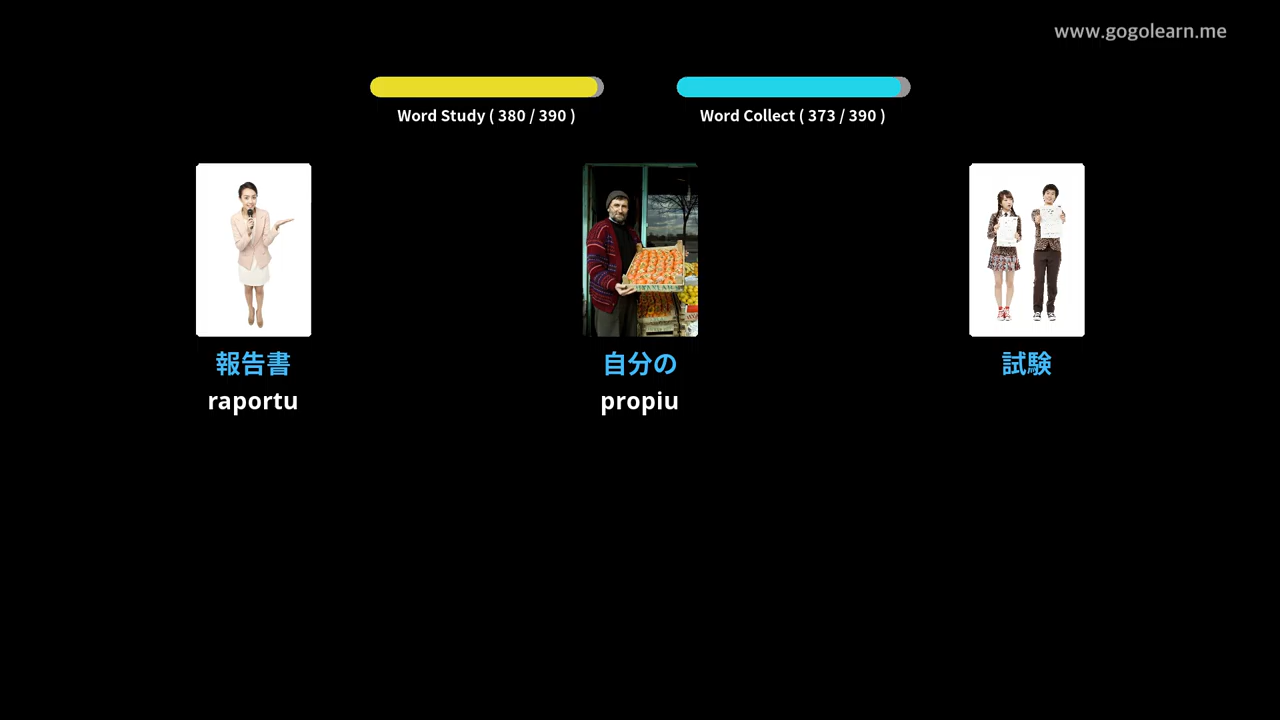 www.gogolearn.me
Word Study ( 380 / 390 )
Word Collect ( 373 / 390 )
報告書
raportu
自分の
propiu
試験